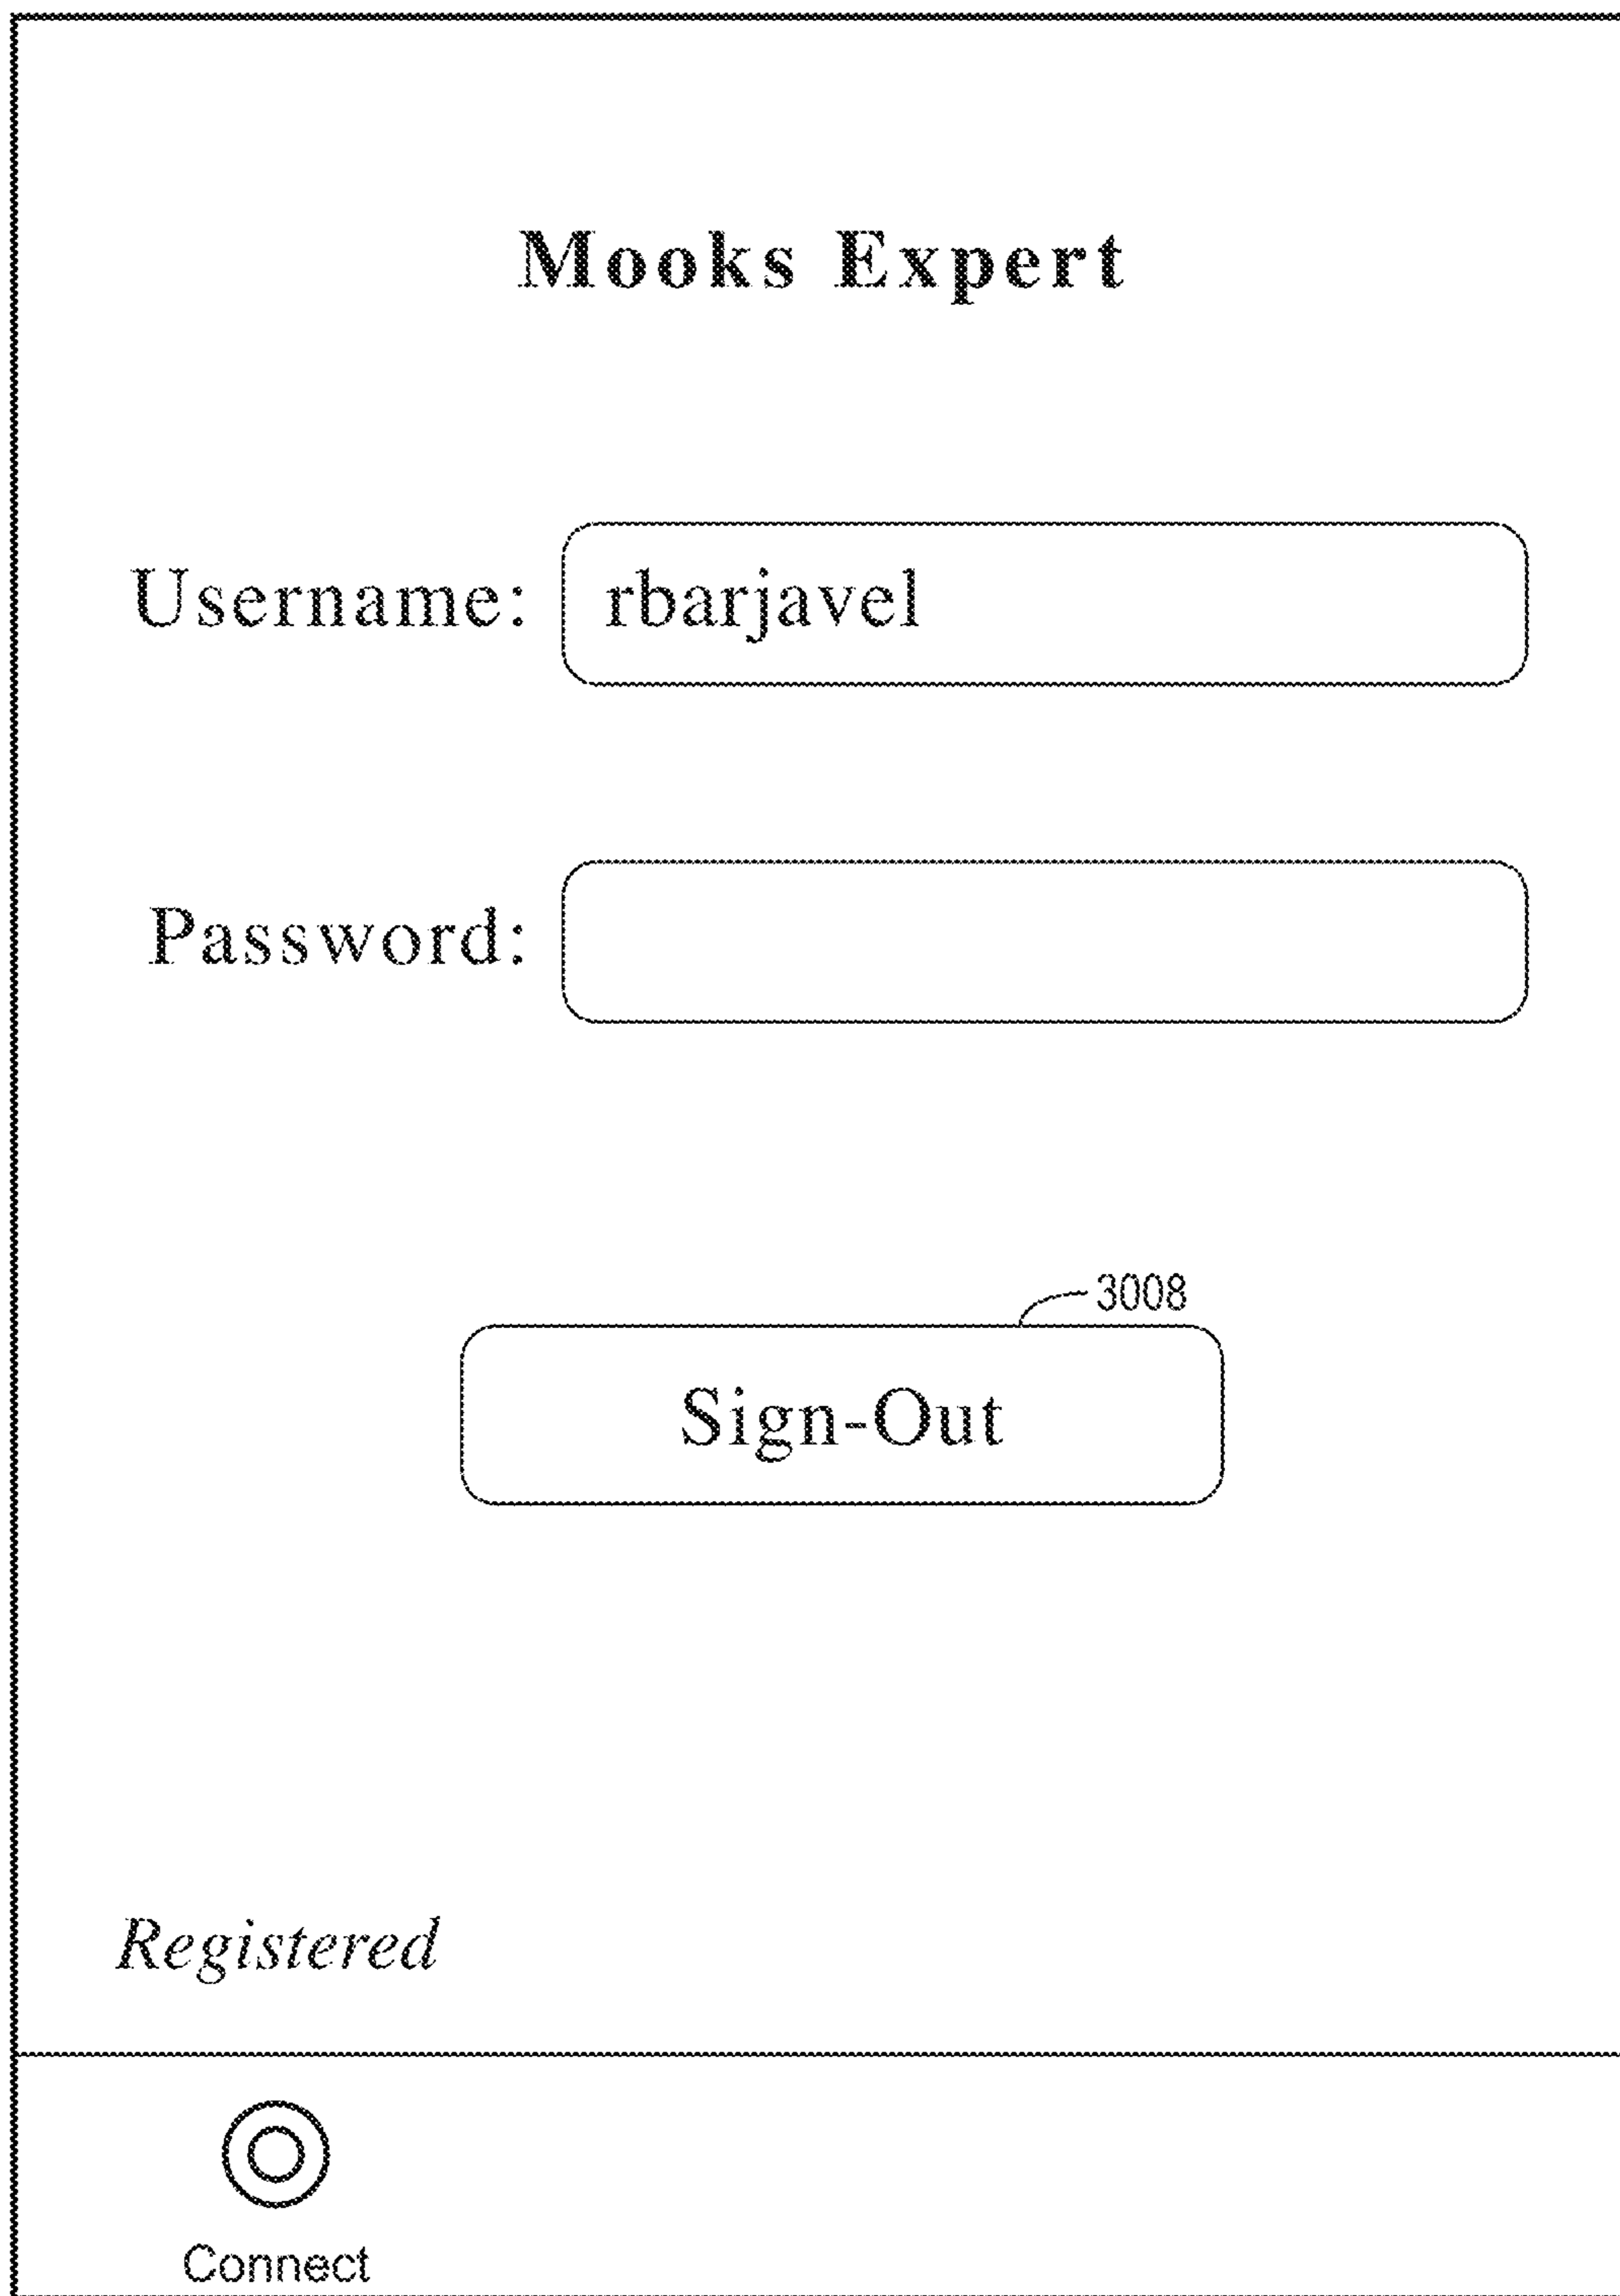 Mooks Expert
Username: rbarjavel
Password:
3008
Sign-Out
Registered
Connect